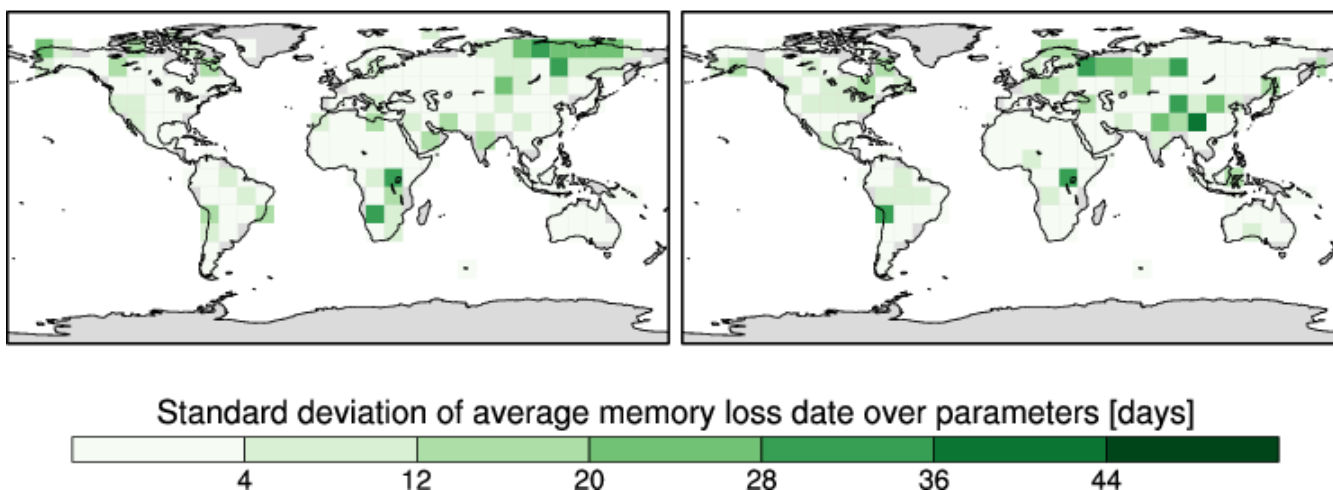 Standard deviation of average memory loss date over parameters [days]
4 12 20 28 36 44